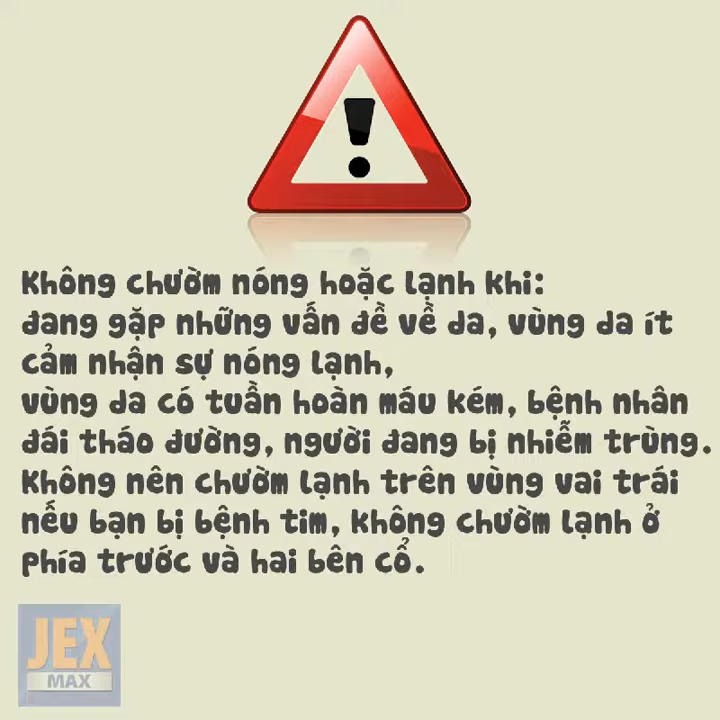 Không chườm nóng hoặc lạnh khi:
đang gặp những vấn đề về da, vùng da ít
cảm nhận sự nóng lạnh,
vùng da có tuần hoàn máu kém, bệnh nhân
đái tháo đường, người đang bị nhiễm trùng.
Không nên chườm lạnh trên vùng vai trái
nếu bạn bị bệnh tim, không chườm lạnh ở
phía trước và hai bên cổ.
JEX
MAX